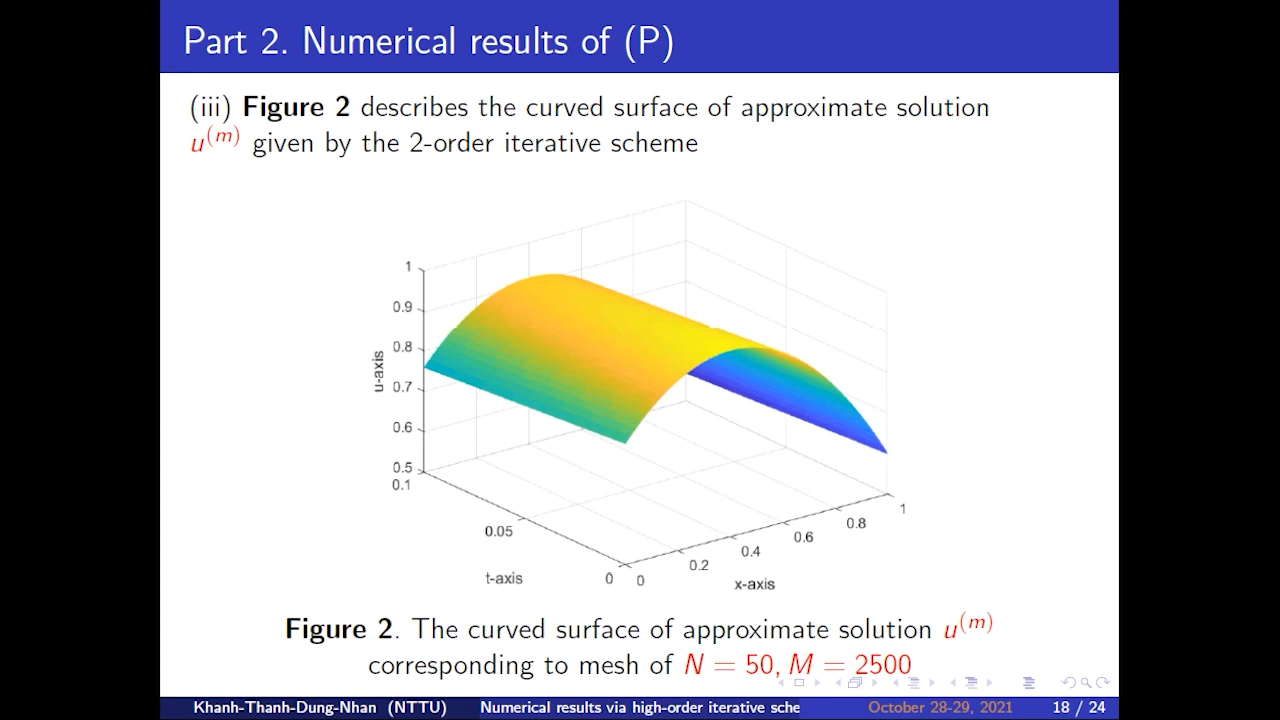 Part 2. Numerical results of (P)
(iii) Figure 2 describes the curved surface of approximate solution
u^(m) given by the 2-order iterative scheme
1
0.9
0.8
0.7
0.6
0.5
u-axis
0.1
0.05
0
t-axis
0
0.2
0.4
0.6
0.8
1
x-axis
Figure 2. The curved surface of approximate solution u^(m)
corresponding to mesh of N = 50, M = 2500
Khanh-Thanh-Dung-Nhan (NTTU) Numerical results via high-order iterative sche October 28-29, 2021 18 / 24